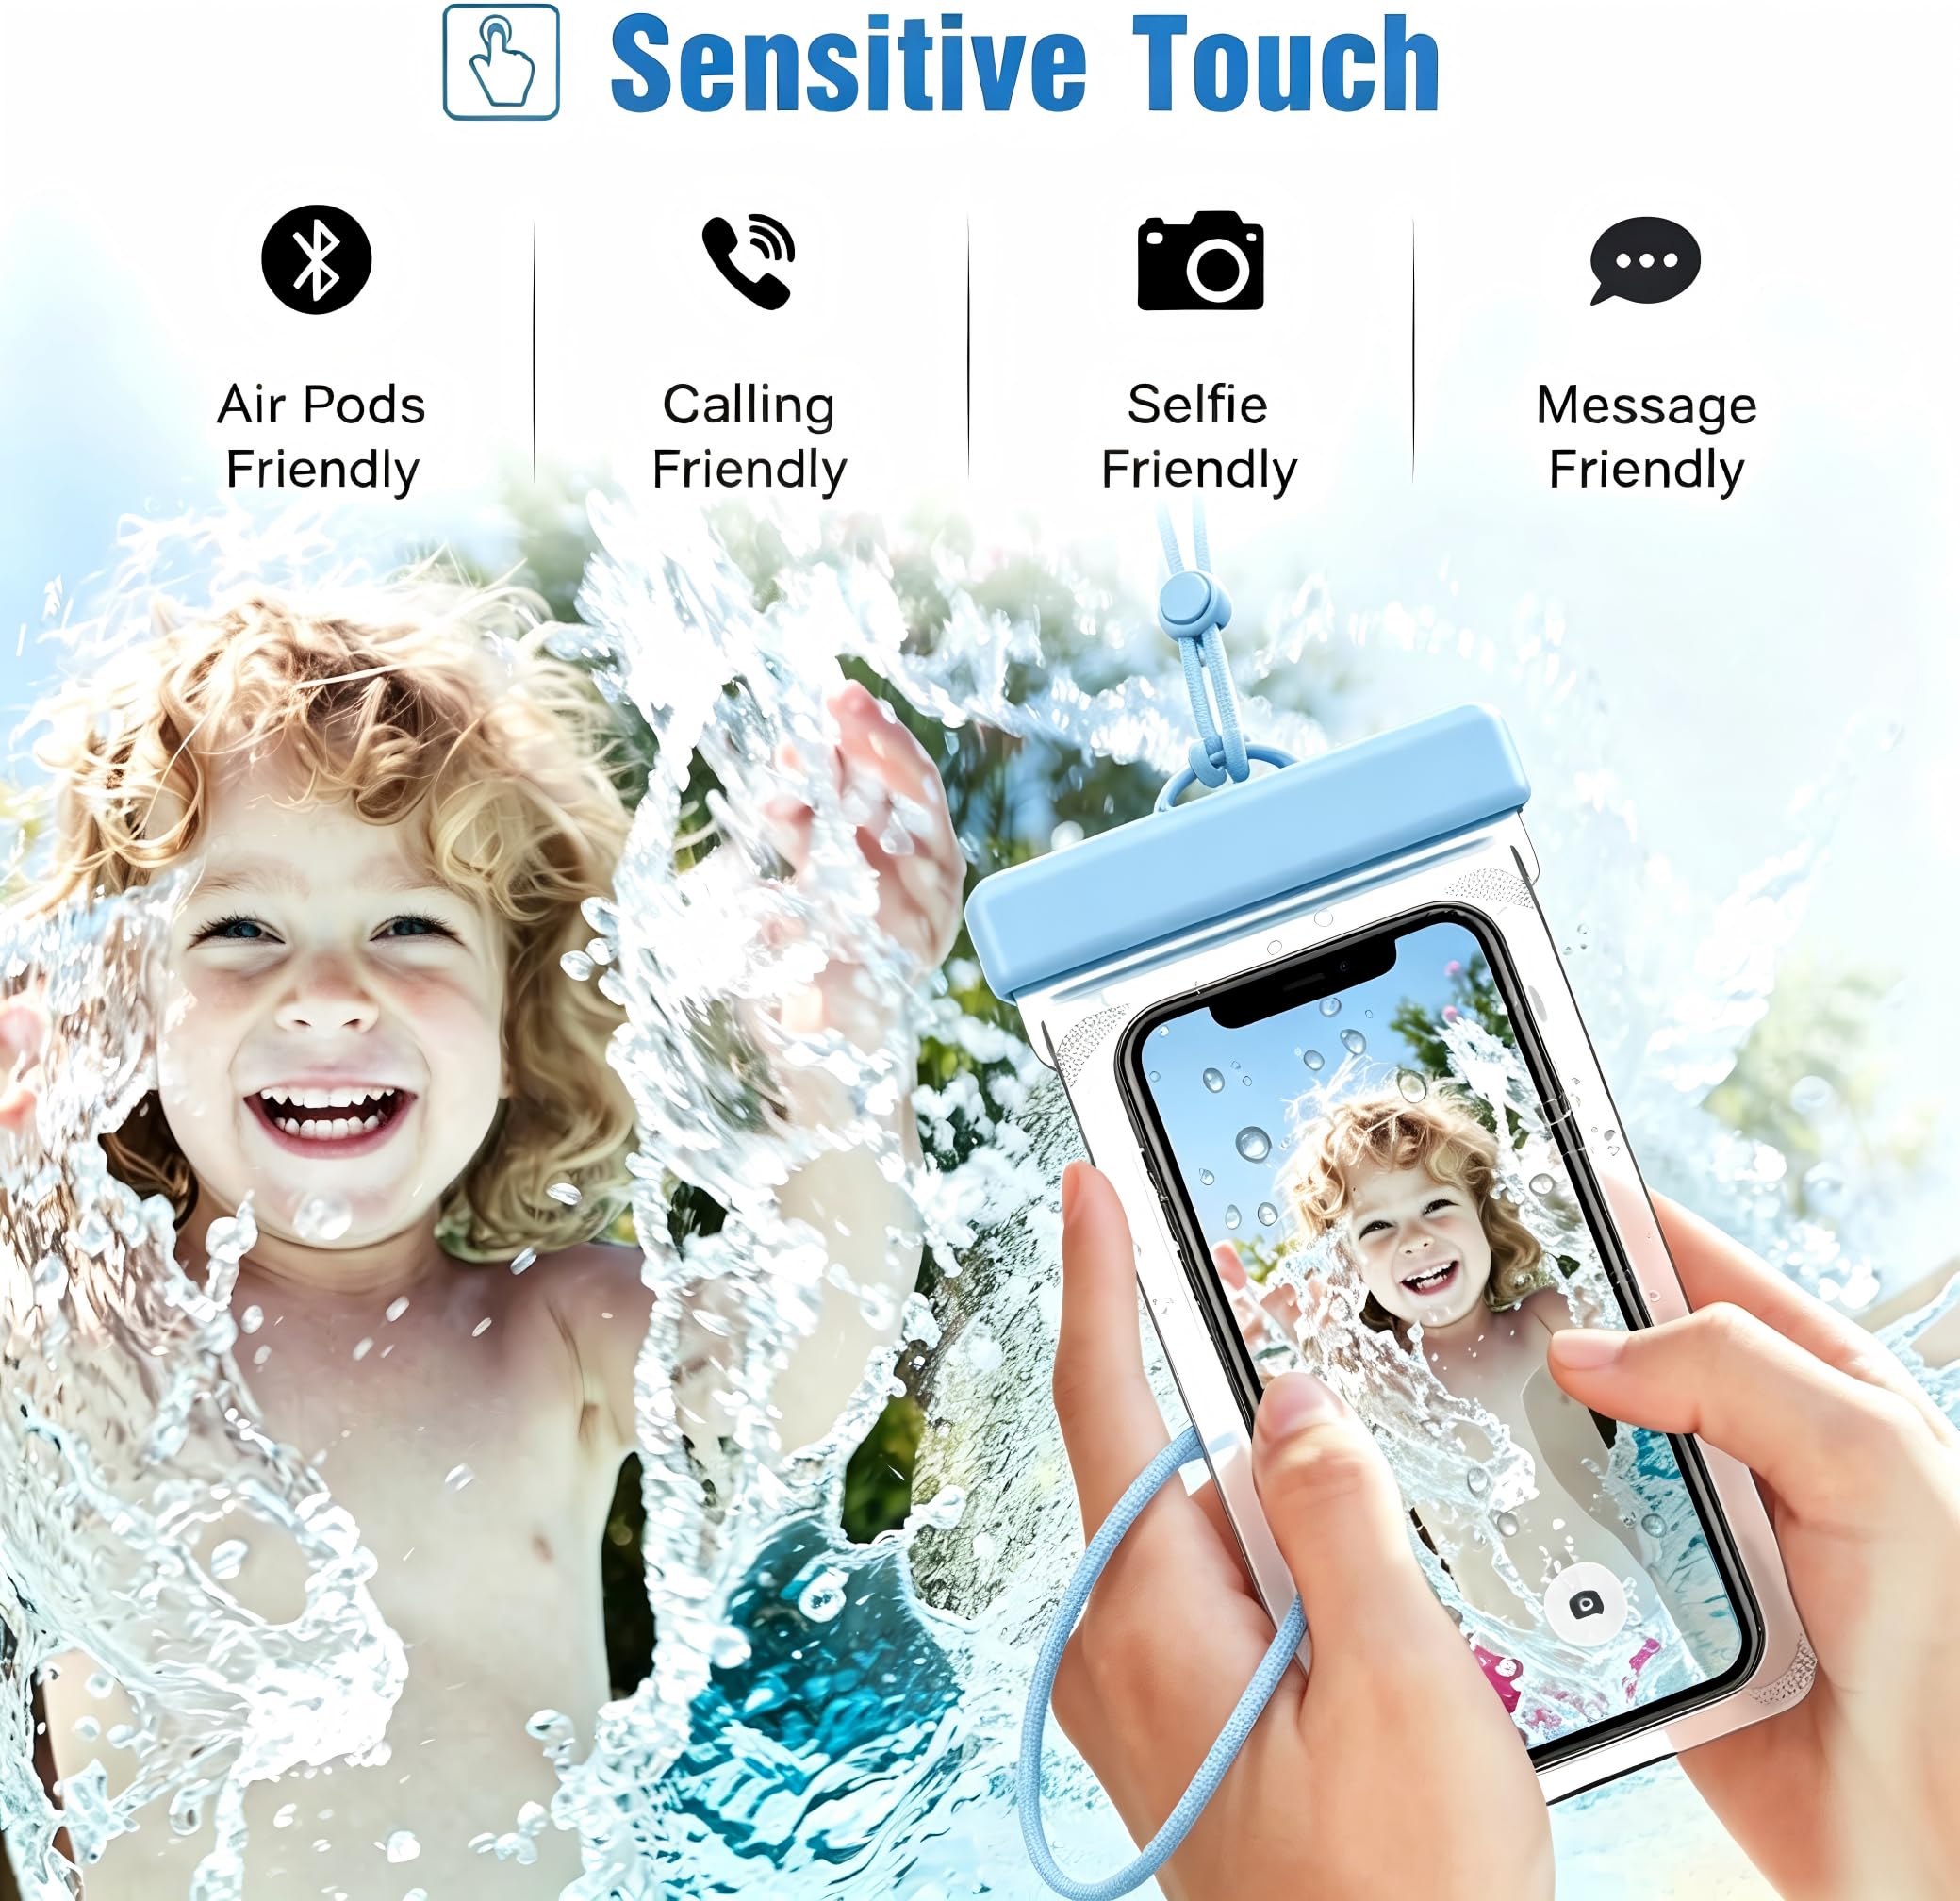 Sensitive Touch
Air Pods
Friendly
Calling
Friendly
Selfie
Friendly
Message
Friendly